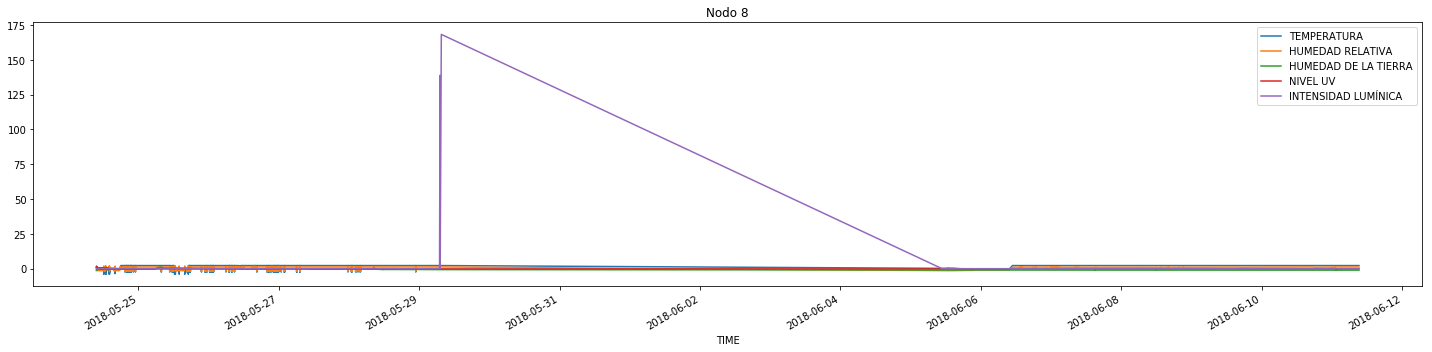 Nodo 8
175
150
125
100
75
50
25
0
TEMPERATURA
HUMEDAD RELATIVA
HUMEDAD DE LA TIERRA
NIVEL UV
INTENSIDAD LUMÍNICA
2018-05-25
2018-05-27
2018-05-29
2018-05-31
2018-06-02
2018-06-04
2018-06-06
2018-06-08
2018-06-10
2018-06-12
TIME